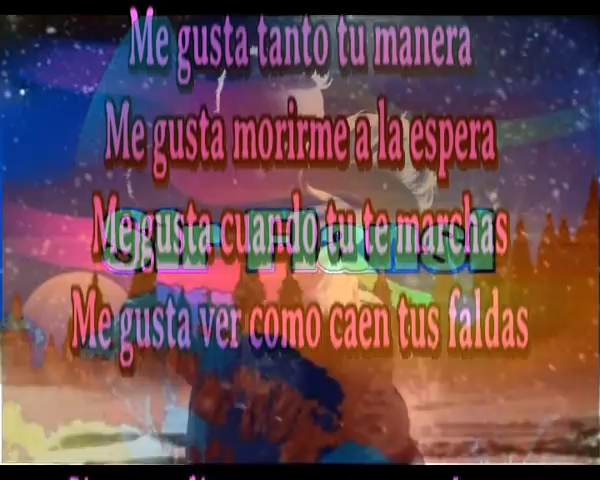 Me gusta tanto tu manera
Me gusta morirme a la espera
Me gusta cuando tu te marchas
Me gusta ver como caen tus faldas